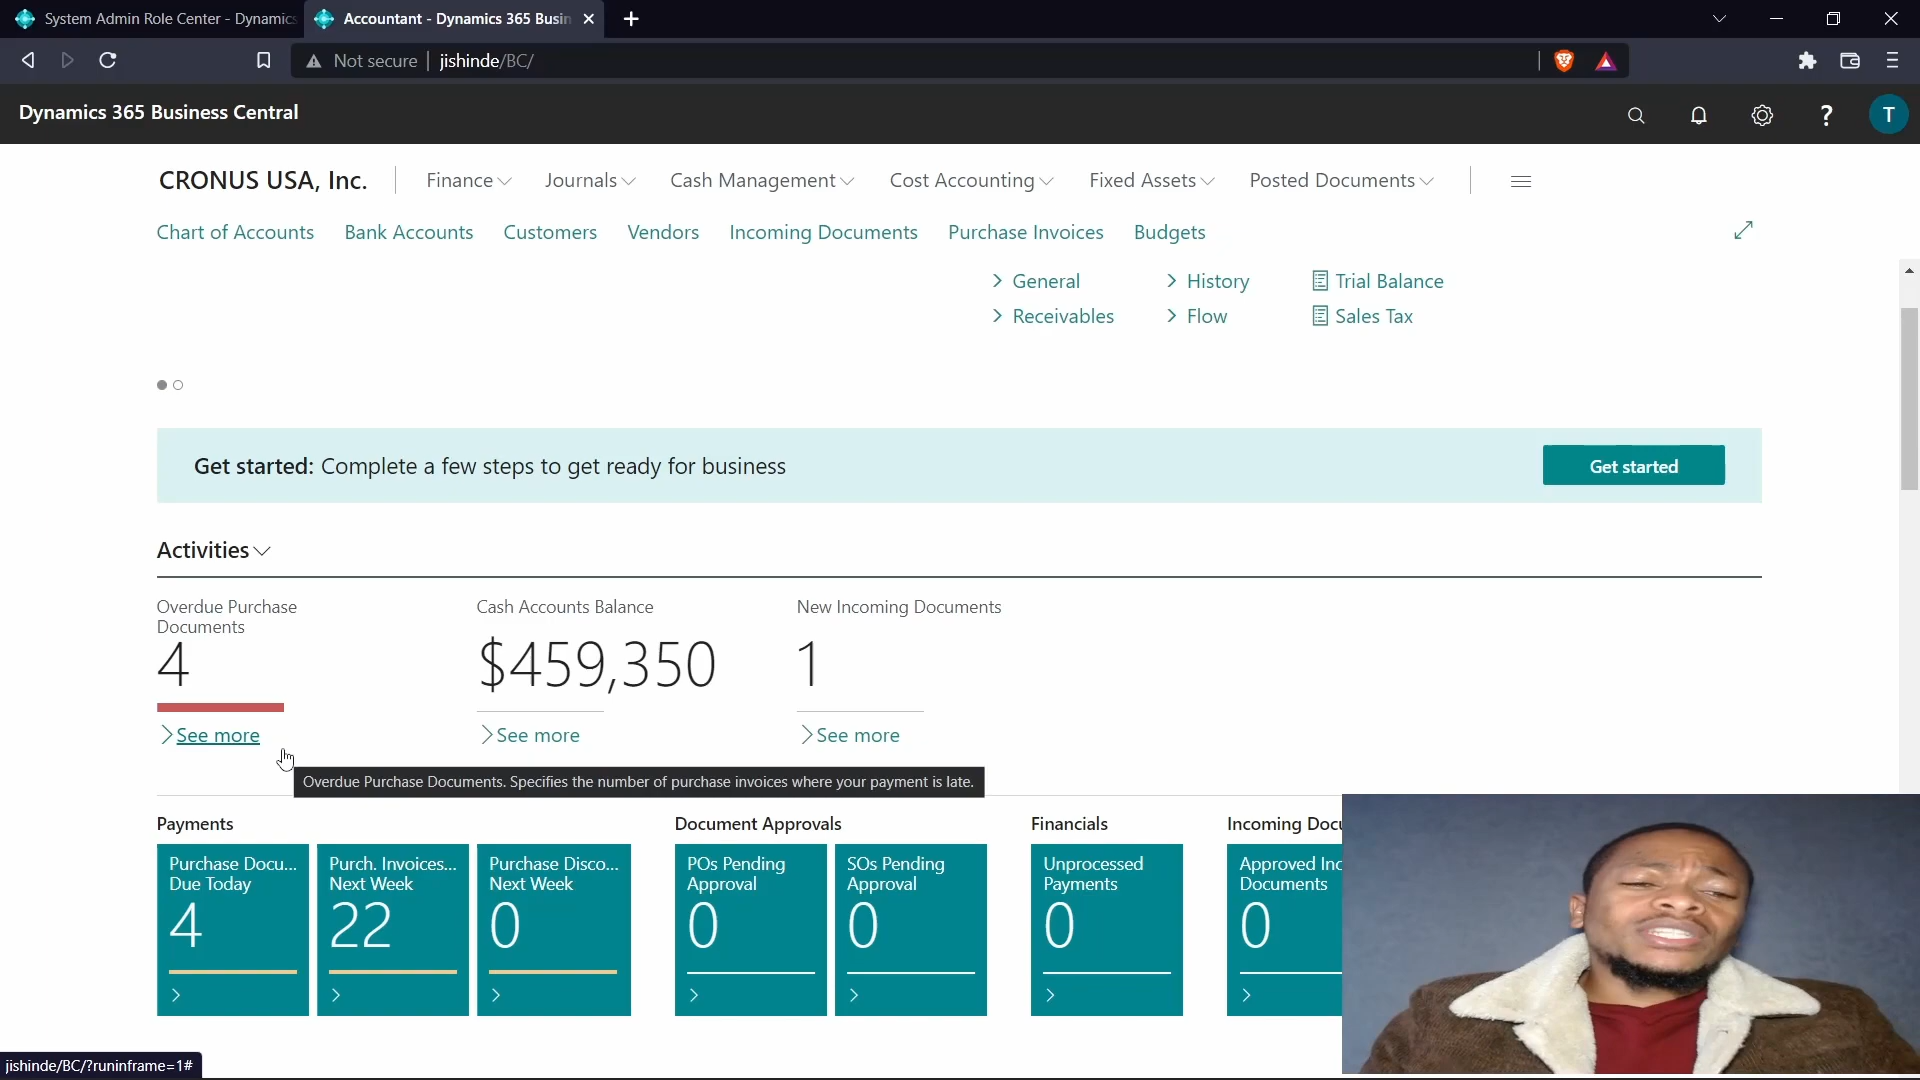 System Admin Role Center - Dynamics
Accountant - Dynamics 365 Busin
Not secure
jishinde/BC/
Dynamics 365 Business Central
T
CRONUS USA, Inc.
Finance
Journals
Cash Management
Cost Accounting
Fixed Assets
Posted Documents
Chart of Accounts
Bank Accounts
Customers
Vendors
Incoming Documents
Purchase Invoices
Budgets
> General
> History
Trial Balance
> Receivables
> Flow
Sales Tax
Get started: Complete a few steps to get ready for business
Get started
Activities
Overdue Purchase
Documents
4
> See more
Cash Accounts Balance
$459,350
> See more
New Incoming Documents
1
> See more
Overdue Purchase Documents. Specifies the number of purchase invoices where your payment is late.
Payments
Purchase Docu...
Due Today
4
Purch. Invoices...
Next Week
22
Purchase Disco...
Next Week
0
Document Approvals
POs Pending
Approval
0
SOs Pending
Approval
0
Financials
Unprocessed
Payments
0
Incoming Docu
Approved Inc
Documents
0
jishinde/BC/?runinframe=1#